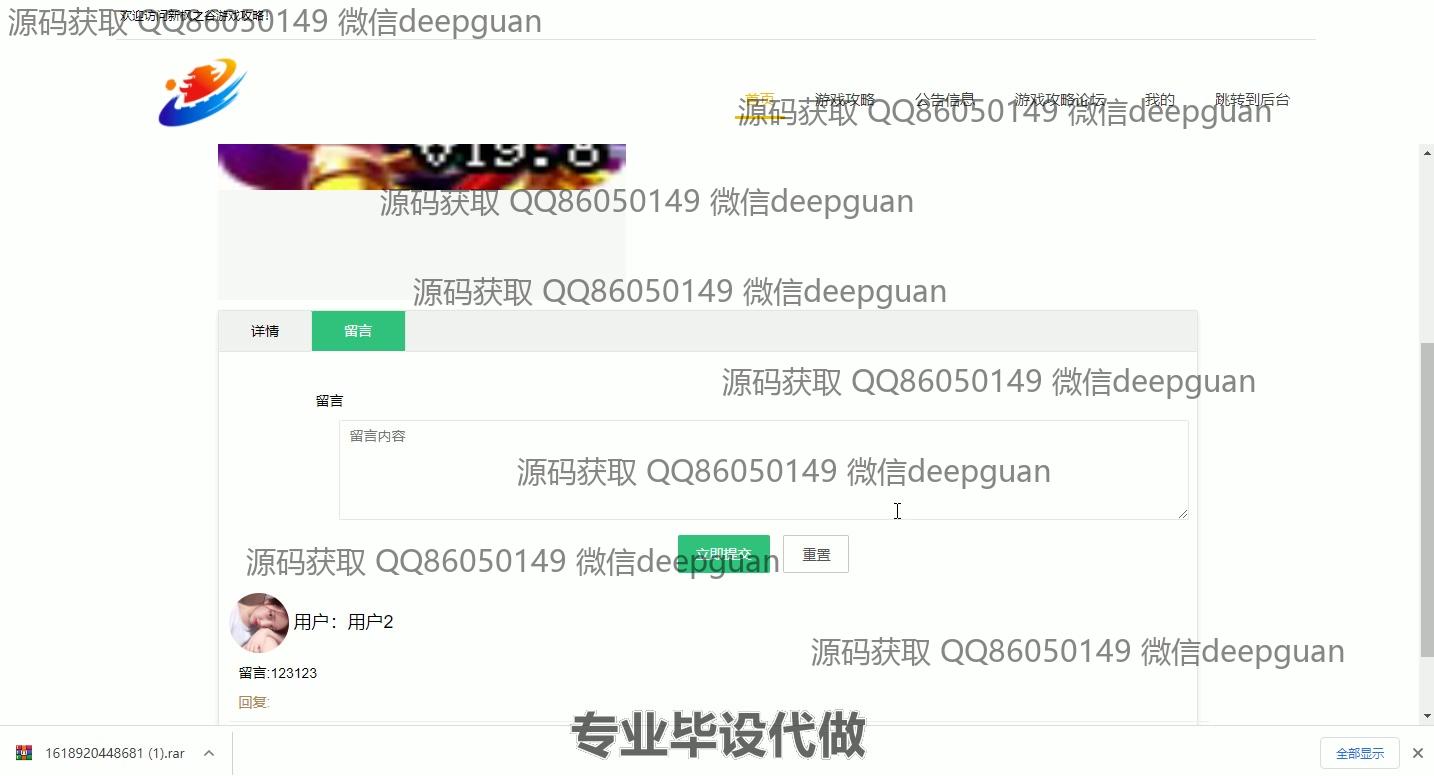 欢迎访问新枫之谷游戏攻略!
源码获取 QQ86050149 微信deepguan
首页 游戏攻略 公告信息 游戏攻略论坛 我的 跳转到后台
源码获取 QQ86050149 微信deepguan
V19.8
源码获取 QQ86050149 微信deepguan
源码获取 QQ86050149 微信deepguan
详情 留言
源码获取 QQ86050149 微信deepguan
留言
留言内容
源码获取 QQ86050149 微信deepguan
立即提交 重置
源码获取 QQ86050149 微信deepguan
用户：用户2
源码获取 QQ86050149 微信deepguan
留言:123123
回复:
专业毕设代做
1618920448681 (1).rar 全部显示